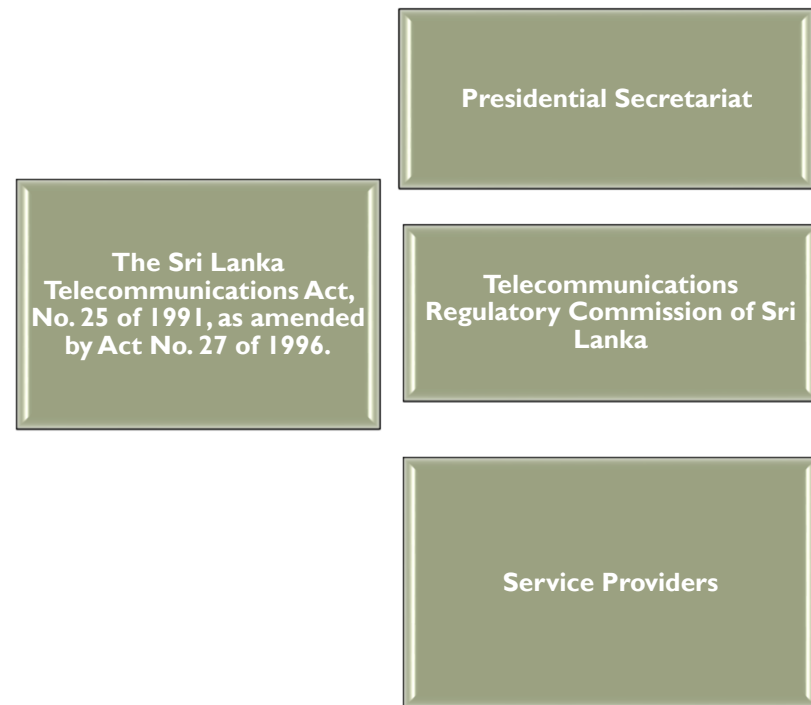 Presidential Secretariat
The Sri Lanka
Telecommunications Act,
No. 25 of 1991, as amended
by Act No. 27 of 1996.
Telecommunications
Regulatory Commission of Sri
Lanka
Service Providers